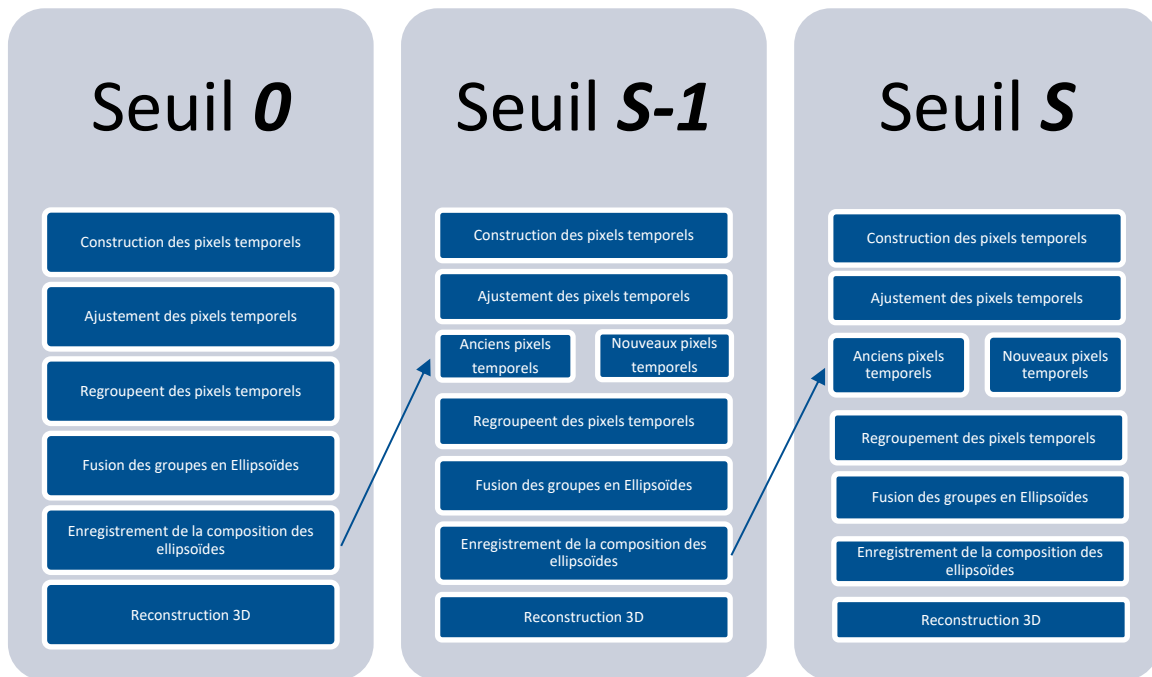 Seuil 0
Construction des pixels temporels
Ajustement des pixels temporels
Regroupeent des pixels temporels
Fusion des groupes en Ellipsoïdes
Enregistrement de la composition des
ellipsoïdes
Reconstruction 3D
Seuil S-1
Construction des pixels temporels
Ajustement des pixels temporels
Anciens pixels
temporels
Nouveaux pixels
temporels
Regroupeent des pixels temporels
Fusion des groupes en Ellipsoïdes
Enregistrement de la composition des
ellipsoïdes
Reconstruction 3D
Seuil S
Construction des pixels temporels
Ajustement des pixels temporels
Anciens pixels
temporels
Nouveaux pixels
temporels
Regroupement des pixels temporels
Fusion des groupes en Ellipsoïdes
Enregistrement de la composition des
ellipsoïdes
Reconstruction 3D